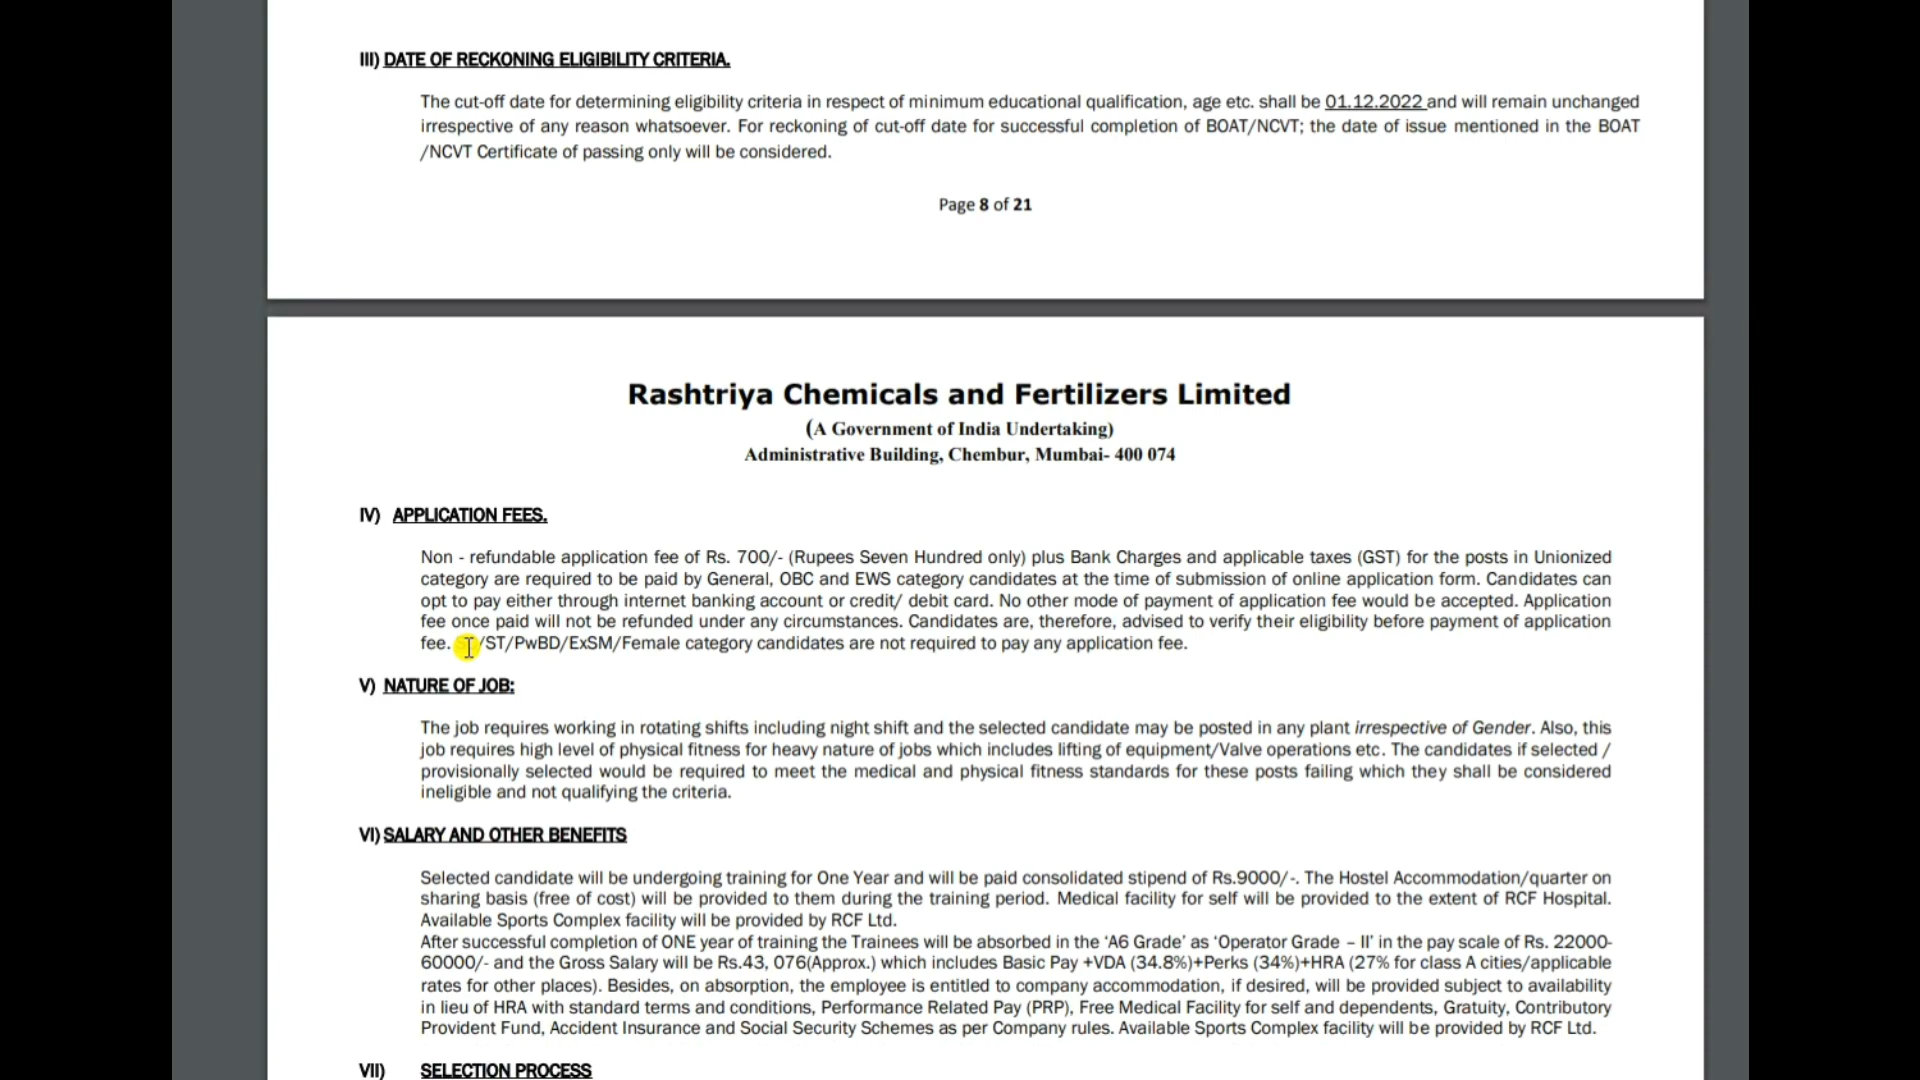 III) DATE OF RECKONING ELIGIBILITY CRITERIA.
The cut-off date for determining eligibility criteria in respect of minimum educational qualification, age etc. shall be 01.12.2022 and will remain unchanged
irrespective of any reason whatsoever. For reckoning of cut-off date for successful completion of BOAT/NCVT; the date of issue mentioned in the BOAT
/NCVT Certificate of passing only will be considered.
Page 8 of 21
Rashtriya Chemicals and Fertilizers Limited
(A Government of India Undertaking)
Administrative Building, Chembur, Mumbai- 400 074
IV) APPLICATION FEES.
Non - refundable application fee of Rs. 700/- (Rupees Seven Hundred only) plus Bank Charges and applicable taxes (GST) for the posts in Unionized
category are required to be paid by General, OBC and EWS category candidates at the time of submission of online application form. Candidates can
opt to pay either through internet banking account or credit/ debit card. No other mode of payment of application fee would be accepted. Application
fee once paid will not be refunded under any circumstances. Candidates are, therefore, advised to verify their eligibility before payment of application
fee. /ST/PwBD/ExSM/Female category candidates are not required to pay any application fee.
V) NATURE OF JOB:
The job requires working in rotating shifts including night shift and the selected candidate may be posted in any plant irrespective of Gender. Also, this
job requires high level of physical fitness for heavy nature of jobs which includes lifting of equipment/Valve operations etc. The candidates if selected /
provisionally selected would be required to meet the medical and physical fitness standards for these posts failing which they shall be considered
ineligible and not qualifying the criteria.
VI) SALARY AND OTHER BENEFITS
Selected candidate will be undergoing training for One Year and will be paid consolidated stipend of Rs.9000/-. The Hostel Accommodation/quarter on
sharing basis (free of cost) will be provided to them during the training period. Medical facility for self will be provided to the extent of RCF Hospital.
Available Sports Complex facility will be provided by RCF Ltd.
After successful completion of ONE year of training the Trainees will be absorbed in the 'A6 Grade' as 'Operator Grade – II' in the pay scale of Rs. 22000-
60000/- and the Gross Salary will be Rs.43, 076(Approx.) which includes Basic Pay +VDA (34.8%)+Perks (34%)+HRA (27% for class A cities/applicable
rates for other places). Besides, on absorption, the employee is entitled to company accommodation, if desired, will be provided subject to availability
in lieu of HRA with standard terms and conditions, Performance Related Pay (PRP), Free Medical Facility for self and dependents, Gratuity, Contributory
Provident Fund, Accident Insurance and Social Security Schemes as per Company rules. Available Sports Complex facility will be provided by RCF Ltd.
VII) SELECTION PROCESS